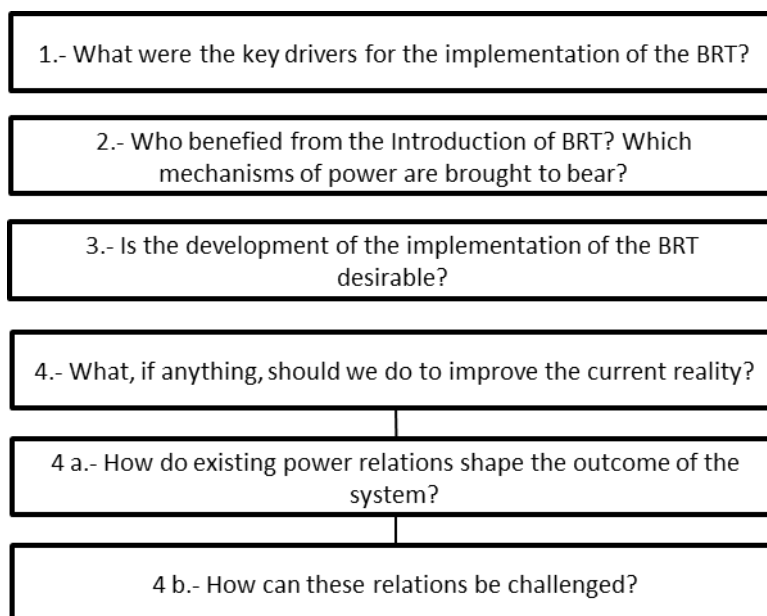 1.- What were the key drivers for the implementation of the BRT?
2.- Who benefied from the Introduction of BRT? Which
mechanisms of power are brought to bear?
3.- Is the development of the implementation of the BRT
desirable?
4.- What, if anything, should we do to improve the current reality?
4 a.- How do existing power relations shape the outcome of the
system?
4 b.- How can these relations be challenged?